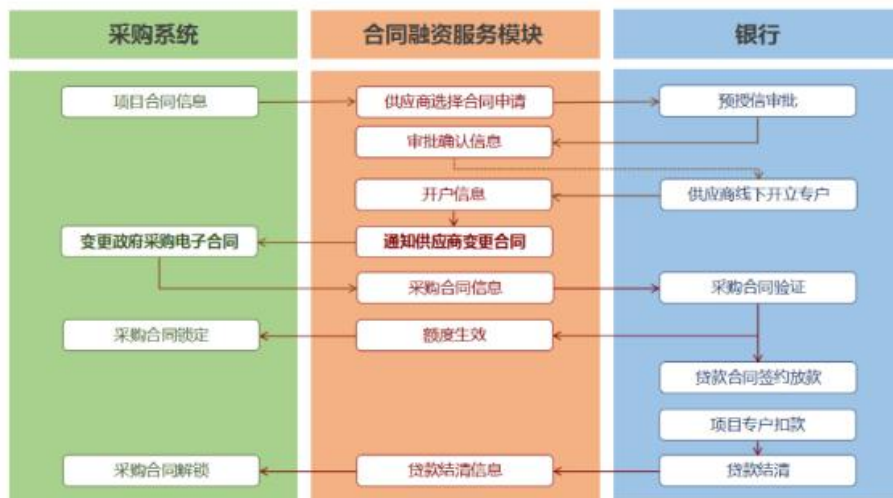 采购系统
合同融资服务模块
银行
项目合同信息
供应商选择合同申请
预授信审批
审批确认信息
开户信息
供应商线下开立专户
变更政府采购电子合同
通知供应商变更合同
采购合同信息
采购合同验证
采购合同锁定
额度生效
贷款合同签约放款
项目专户扣款
采购合同解锁
贷款结清信息
贷款结清